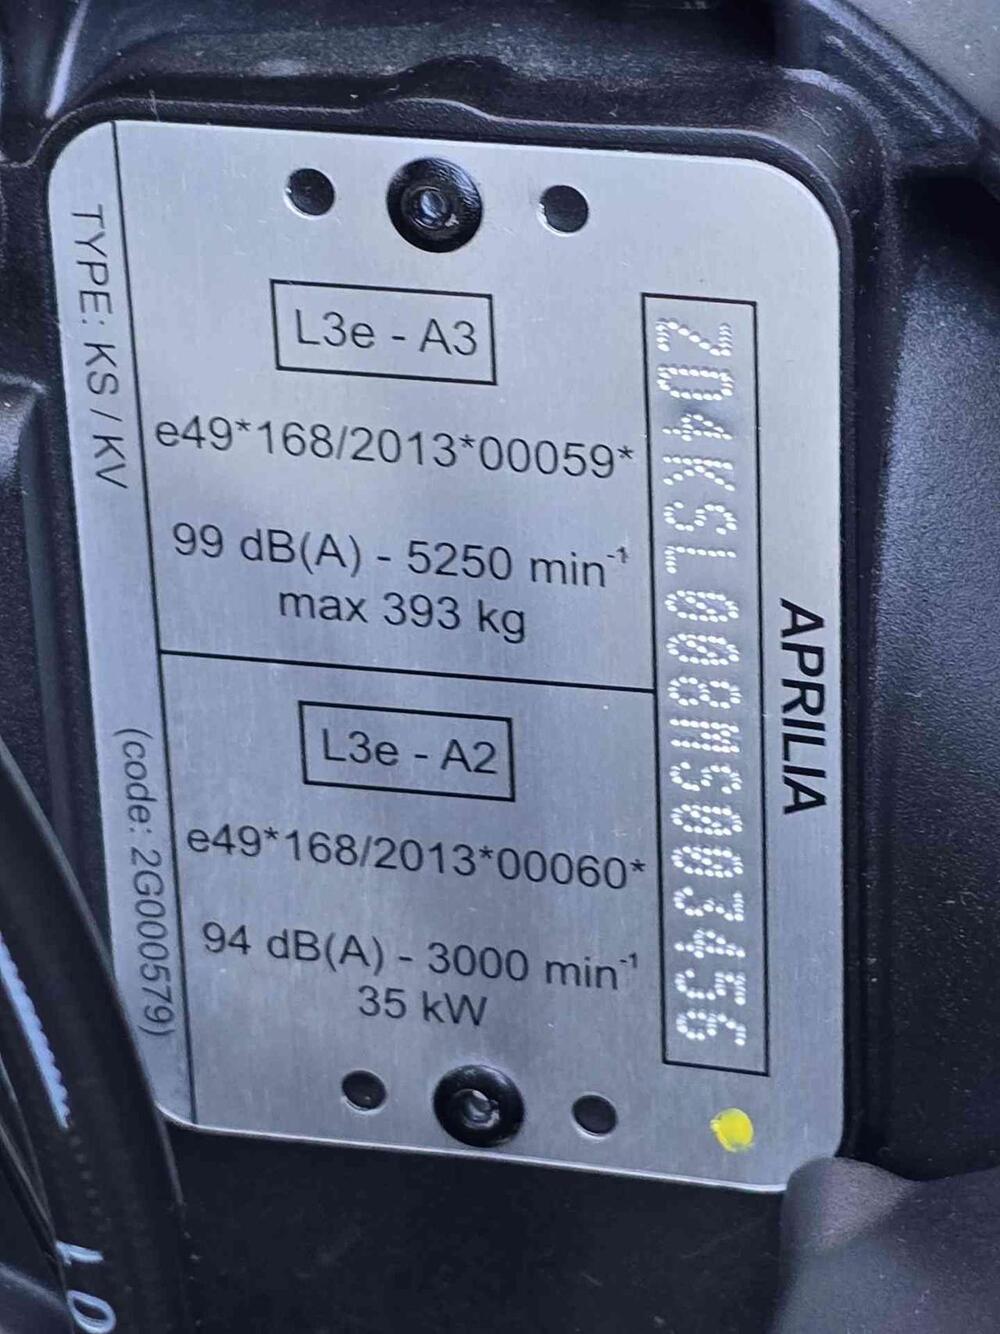 TYPE: KS / KV
(code: 2G000579)
L3e - A3
e49*168/2013*00059*
99 dB(A) - 5250 min⁻¹
max 393 kg
L3e - A2
e49*168/2013*00060*
94 dB(A) - 3000 min⁻¹
35 kW
ZD4KS1008MS003456
APRILIA